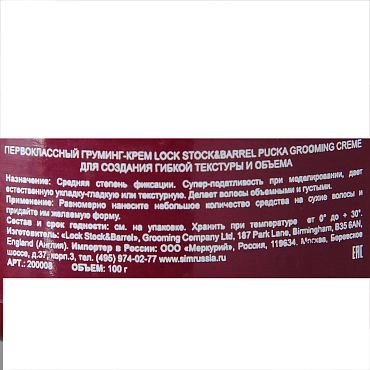 ПЕРВОКЛАССНЫЙ ГРУМИНГ-КРЕМ LOCK STOCK&BARREL PUCKA GROOMING CREME
ДЛЯ СОЗДАНИЯ ГИБКОЙ ТЕКСТУРЫ И ОБЪЕМА
Назначение: Средняя степень фиксации. Супер-податливость при моделировании, дает
естественную укладку-гладкую или текстурную. Делает волосы объемными и густыми.
Применение: Равномерно нанесите небольшое количество средства на сухие волосы и
придайте им желаемую форму.
Состав и срок годности: см. на упаковке. Хранить при температуре от 0° до + 30°.
Изготовитель: «Lock Stock&Barrel», Grooming Company Ltd, 187 Park Lane, Birmingham, B35 6AN,
England (Англия). Импортер в России: ООО «Меркурий», Россия, 119634, Москва, Боровское
шоссе, д.37, корп.3, тел. (495) 974-02-77 www.simrussia.ru
АРТ.: 200008 ОБЪЕМ: 100 г
EAC